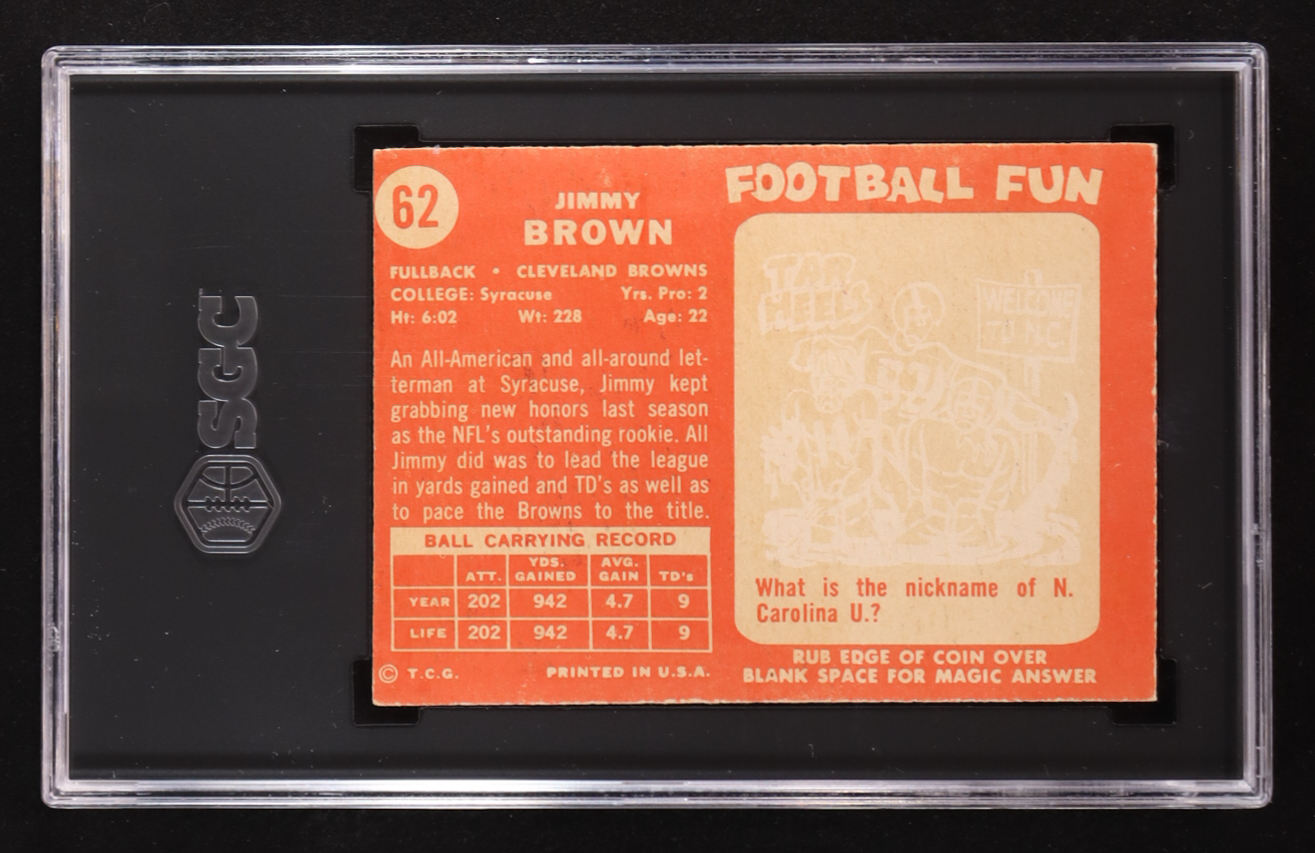 SGC
62
JIMMY
BROWN
FULLBACK • CLEVELAND BROWNS
COLLEGE: Syracuse Yrs. Pro: 2
Ht: 6:02 Wt: 228 Age: 22
An All-American and all-around let-
terman at Syracuse, Jimmy kept
grabbing new honors last season
as the NFL's outstanding rookie. All
Jimmy did was to lead the league
in yards gained and TD's as well as
to pace the Browns to the title.
BALL CARRYING RECORD
ATT. YDS. GAINED AVG. GAIN TD's
YEAR 202 942 4.7 9
LIFE 202 942 4.7 9
© T.C.G. PRINTED IN U.S.A.
FOOTBALL FUN
TAR
HEELS
WELCOME
TO N.C.
What is the nickname of N.
Carolina U.?
RUB EDGE OF COIN OVER
BLANK SPACE FOR MAGIC ANSWER